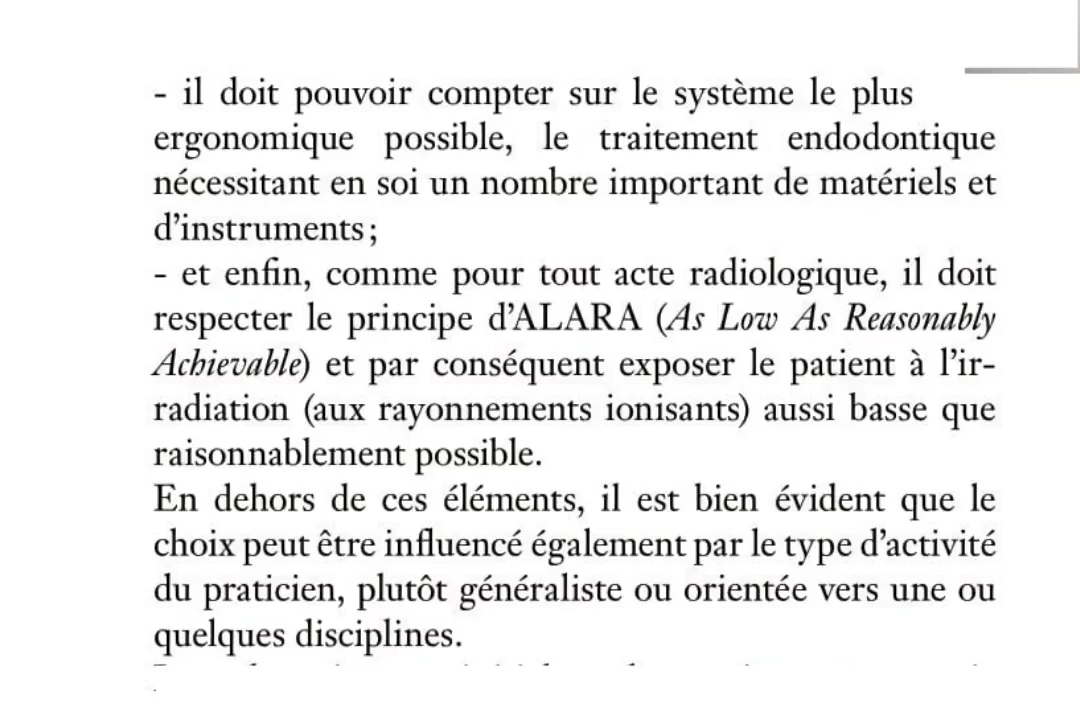 - il doit pouvoir compter sur le système le plus
ergonomique possible, le traitement endodontique
nécessitant en soi un nombre important de matériels et
d’instruments ;
- et enfin, comme pour tout acte radiologique, il doit
respecter le principe d’ALARA (As Low As Reasonably
Achievable) et par conséquent exposer le patient à l’ir-
radiation (aux rayonnements ionisants) aussi basse que
raisonnablement possible.
En dehors de ces éléments, il est bien évident que le
choix peut être influencé également par le type d’activité
du praticien, plutôt généraliste ou orientée vers une ou
quelques disciplines.